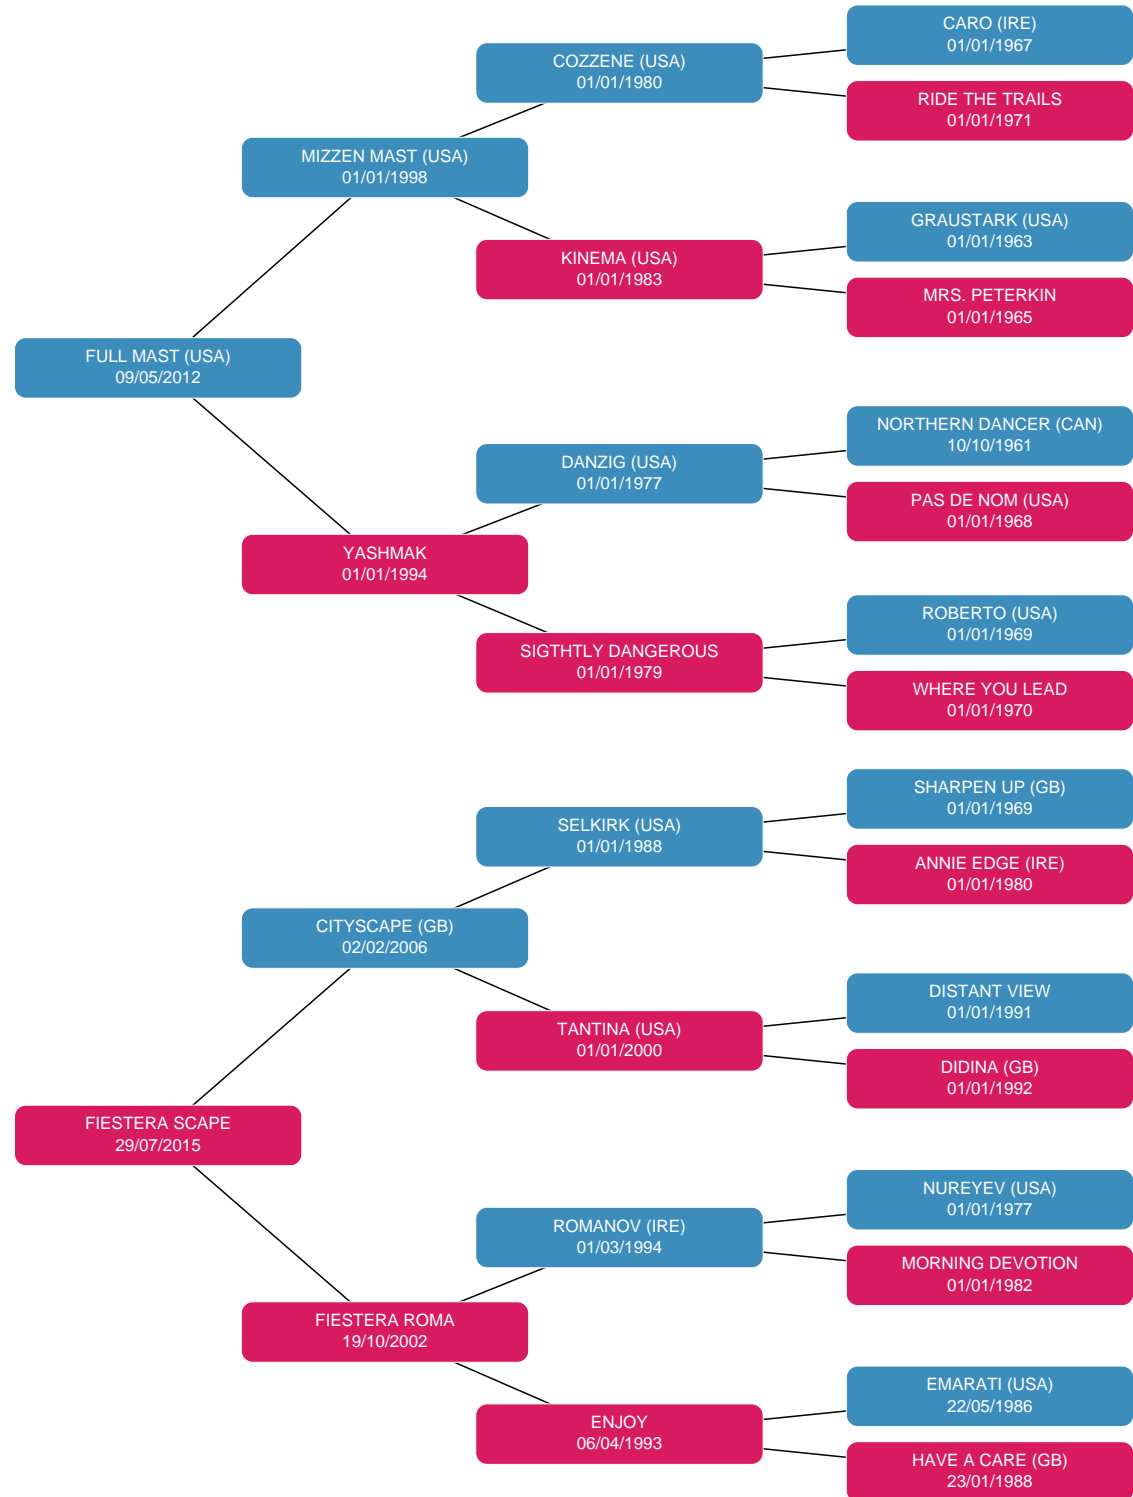 CARO (IRE)
01/01/1967
COZZENE (USA)
01/01/1980
RIDE THE TRAILS
01/01/1971
MIZZEN MAST (USA)
01/01/1998
GRAUSTARK (USA)
01/01/1963
KINEMA (USA)
01/01/1983
MRS. PETERKIN
01/01/1965
FULL MAST (USA)
09/05/2012
NORTHERN DANCER (CAN)
10/10/1961
DANZIG (USA)
01/01/1977
PAS DE NOM (USA)
01/01/1968
YASHMAK
01/01/1994
ROBERTO (USA)
01/01/1969
SIGTHTLY DANGEROUS
01/01/1979
WHERE YOU LEAD
01/01/1970
SHARPEN UP (GB)
01/01/1969
SELKIRK (USA)
01/01/1988
ANNIE EDGE (IRE)
01/01/1980
CITYSCAPE (GB)
02/02/2006
DISTANT VIEW
01/01/1991
TANTINA (USA)
01/01/2000
DIDINA (GB)
01/01/1992
FIESTERA SCAPE
29/07/2015
NUREYEV (USA)
01/01/1977
ROMANOV (IRE)
01/03/1994
MORNING DEVOTION
01/01/1982
FIESTERA ROMA
19/10/2002
EMARATI (USA)
22/05/1986
ENJOY
06/04/1993
HAVE A CARE (GB)
23/01/1988